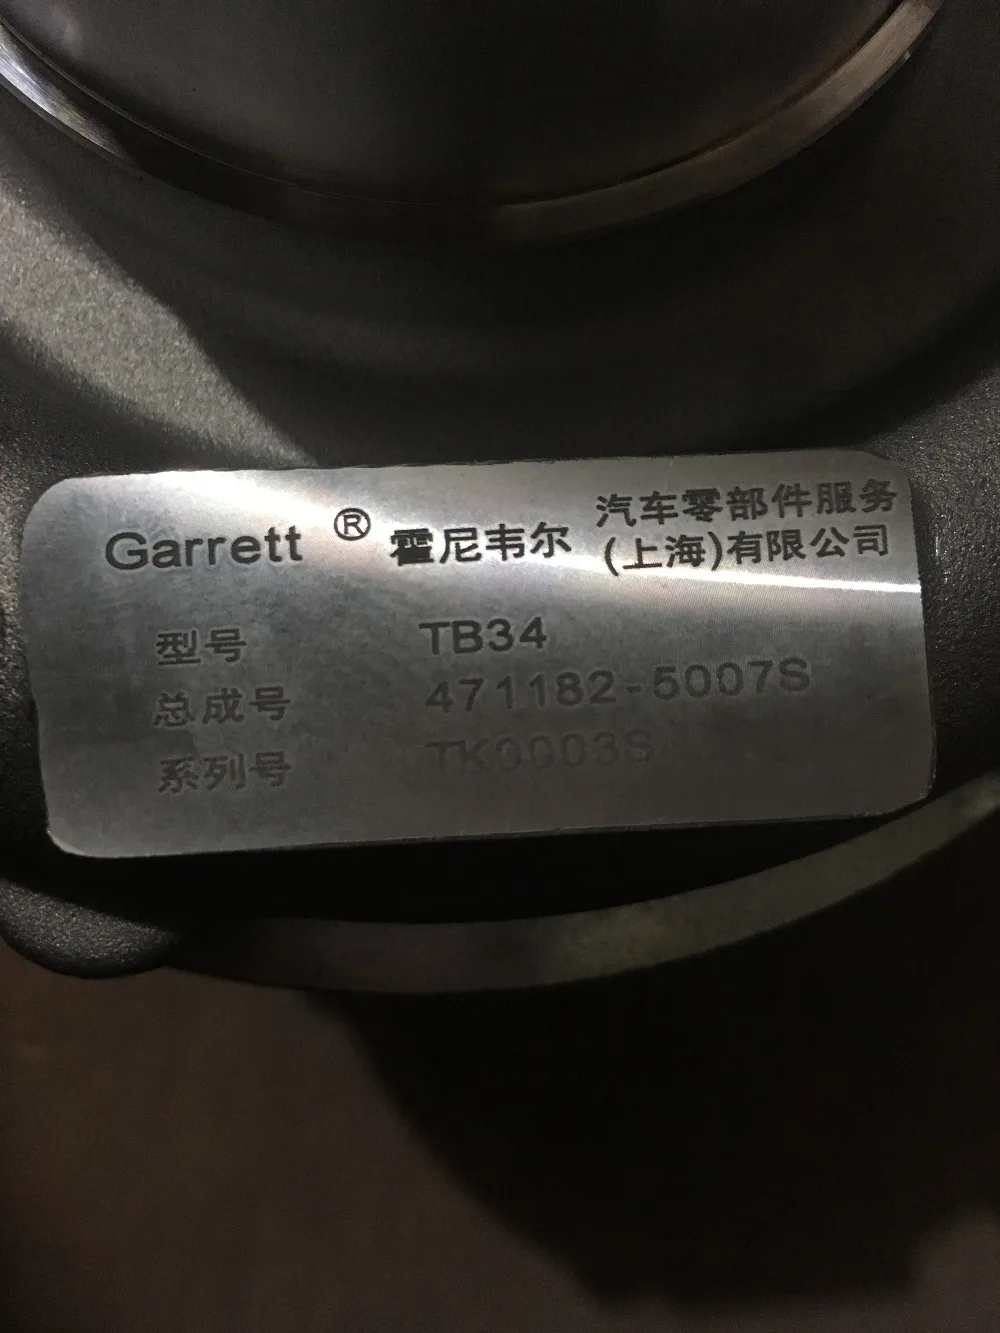 Garrett ® 霍尼韦尔 汽车零部件服务
(上海)有限公司
型号 TB34
总成号 471182-5007S
系列号 TK0003S